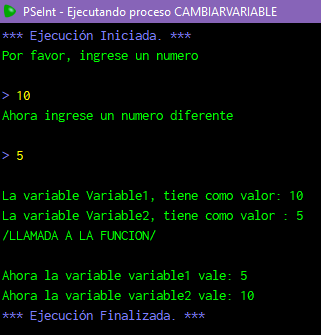 PSeInt - Ejecutando proceso CAMBIARVARIABLE
*** Ejecución Iniciada. ***
Por favor, ingrese un numero
> 10
Ahora ingrese un numero diferente
> 5
La variable Variable1, tiene como valor: 10
La variable Variable2, tiene como valor : 5
/LLAMADA A LA FUNCION/
Ahora la variable variable1 vale: 5
Ahora la variable variable2 vale: 10
*** Ejecución Finalizada. ***